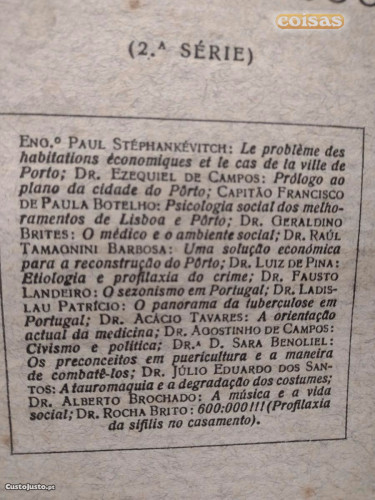 coisas
(2.ª SÉRIE)
ENG.º PAUL STÉPHANKÉVITCH: Le problème des
habitations économiques et le cas de la ville de
Porto; DR. EZEQUIEL DE CAMPOS: Prólogo ao
plano da cidade do Pôrto; CAPITÃO FRANCISCO
DE PAULA BOTELHO: Psicologia social dos melho-
ramentos de Lisboa e Pôrto; DR. GERALDINO
BRITES: O médico e o ambiente social; DR. RAÚL
TAMAGNINI BARBOSA: Uma solução económica
para a reconstrução do Pôrto; DR. LUIZ DE PINA:
Etiologia e profilaxia do crime; DR. FAUSTO
LANDEIRO: O sezonismo em Portugal; DR. LADIS-
LAU PATRÍCIO: O panorama da tuberculose em
Portugal; DR. ACÁCIO TAVARES: A orientação
actual da medicina; DR. AGOSTINHO DE CAMPOS:
Civismo e política; DR.ª D. SARA BENOLIEL:
Os preconceitos em puericultura e a maneira
de combatê-los; DR. JÚLIO EDUARDO DOS SAN-
TOS: A tauromaquia e a degradação dos costumes;
DR. ALBERTO BROCHADO: A música e a vida
social; DR. ROCHA BRITO: 600:000!!! (Profilaxia
da sífilis no casamento).
CustoJusto.pt